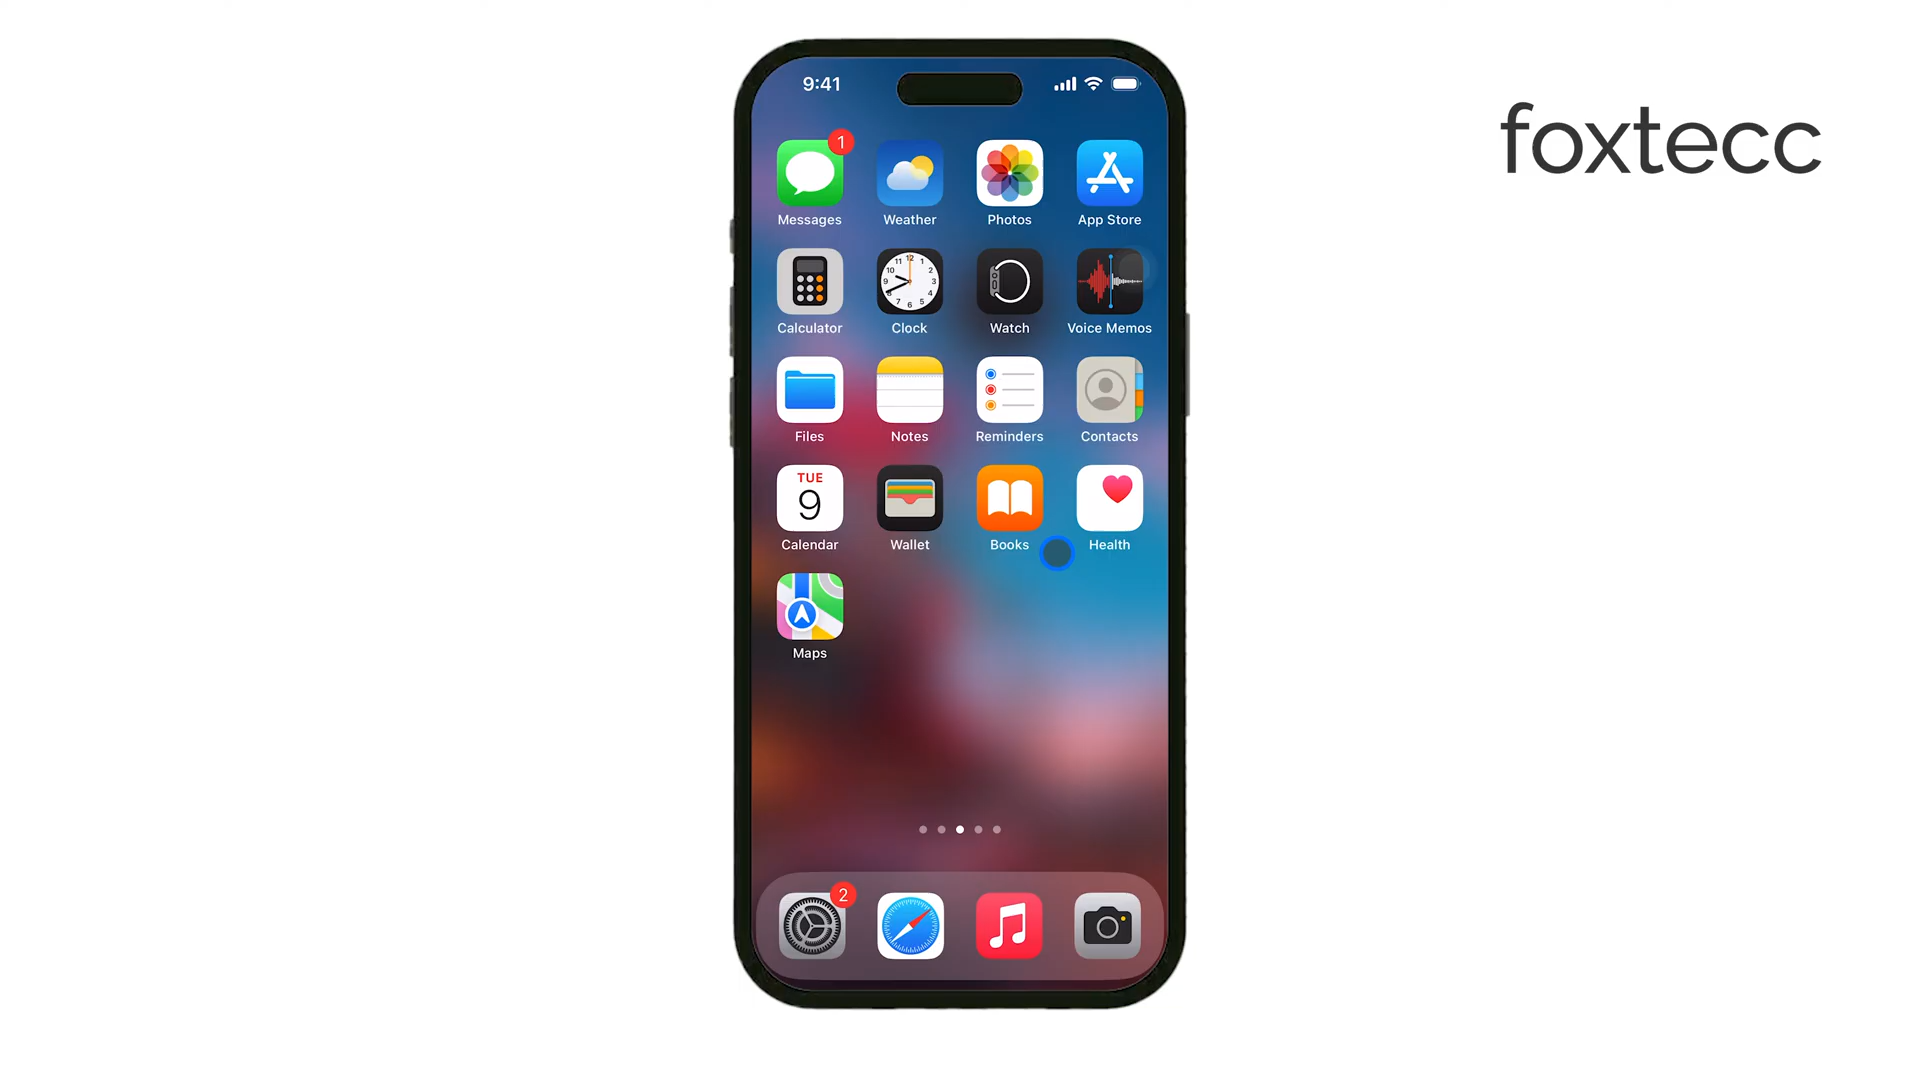 9:41
foxtecc
1
Messages Weather Photos App Store
Calculator Clock Watch Voice Memos
Files Notes Reminders Contacts
TUE
9
Calendar Wallet Books Health
Maps
2